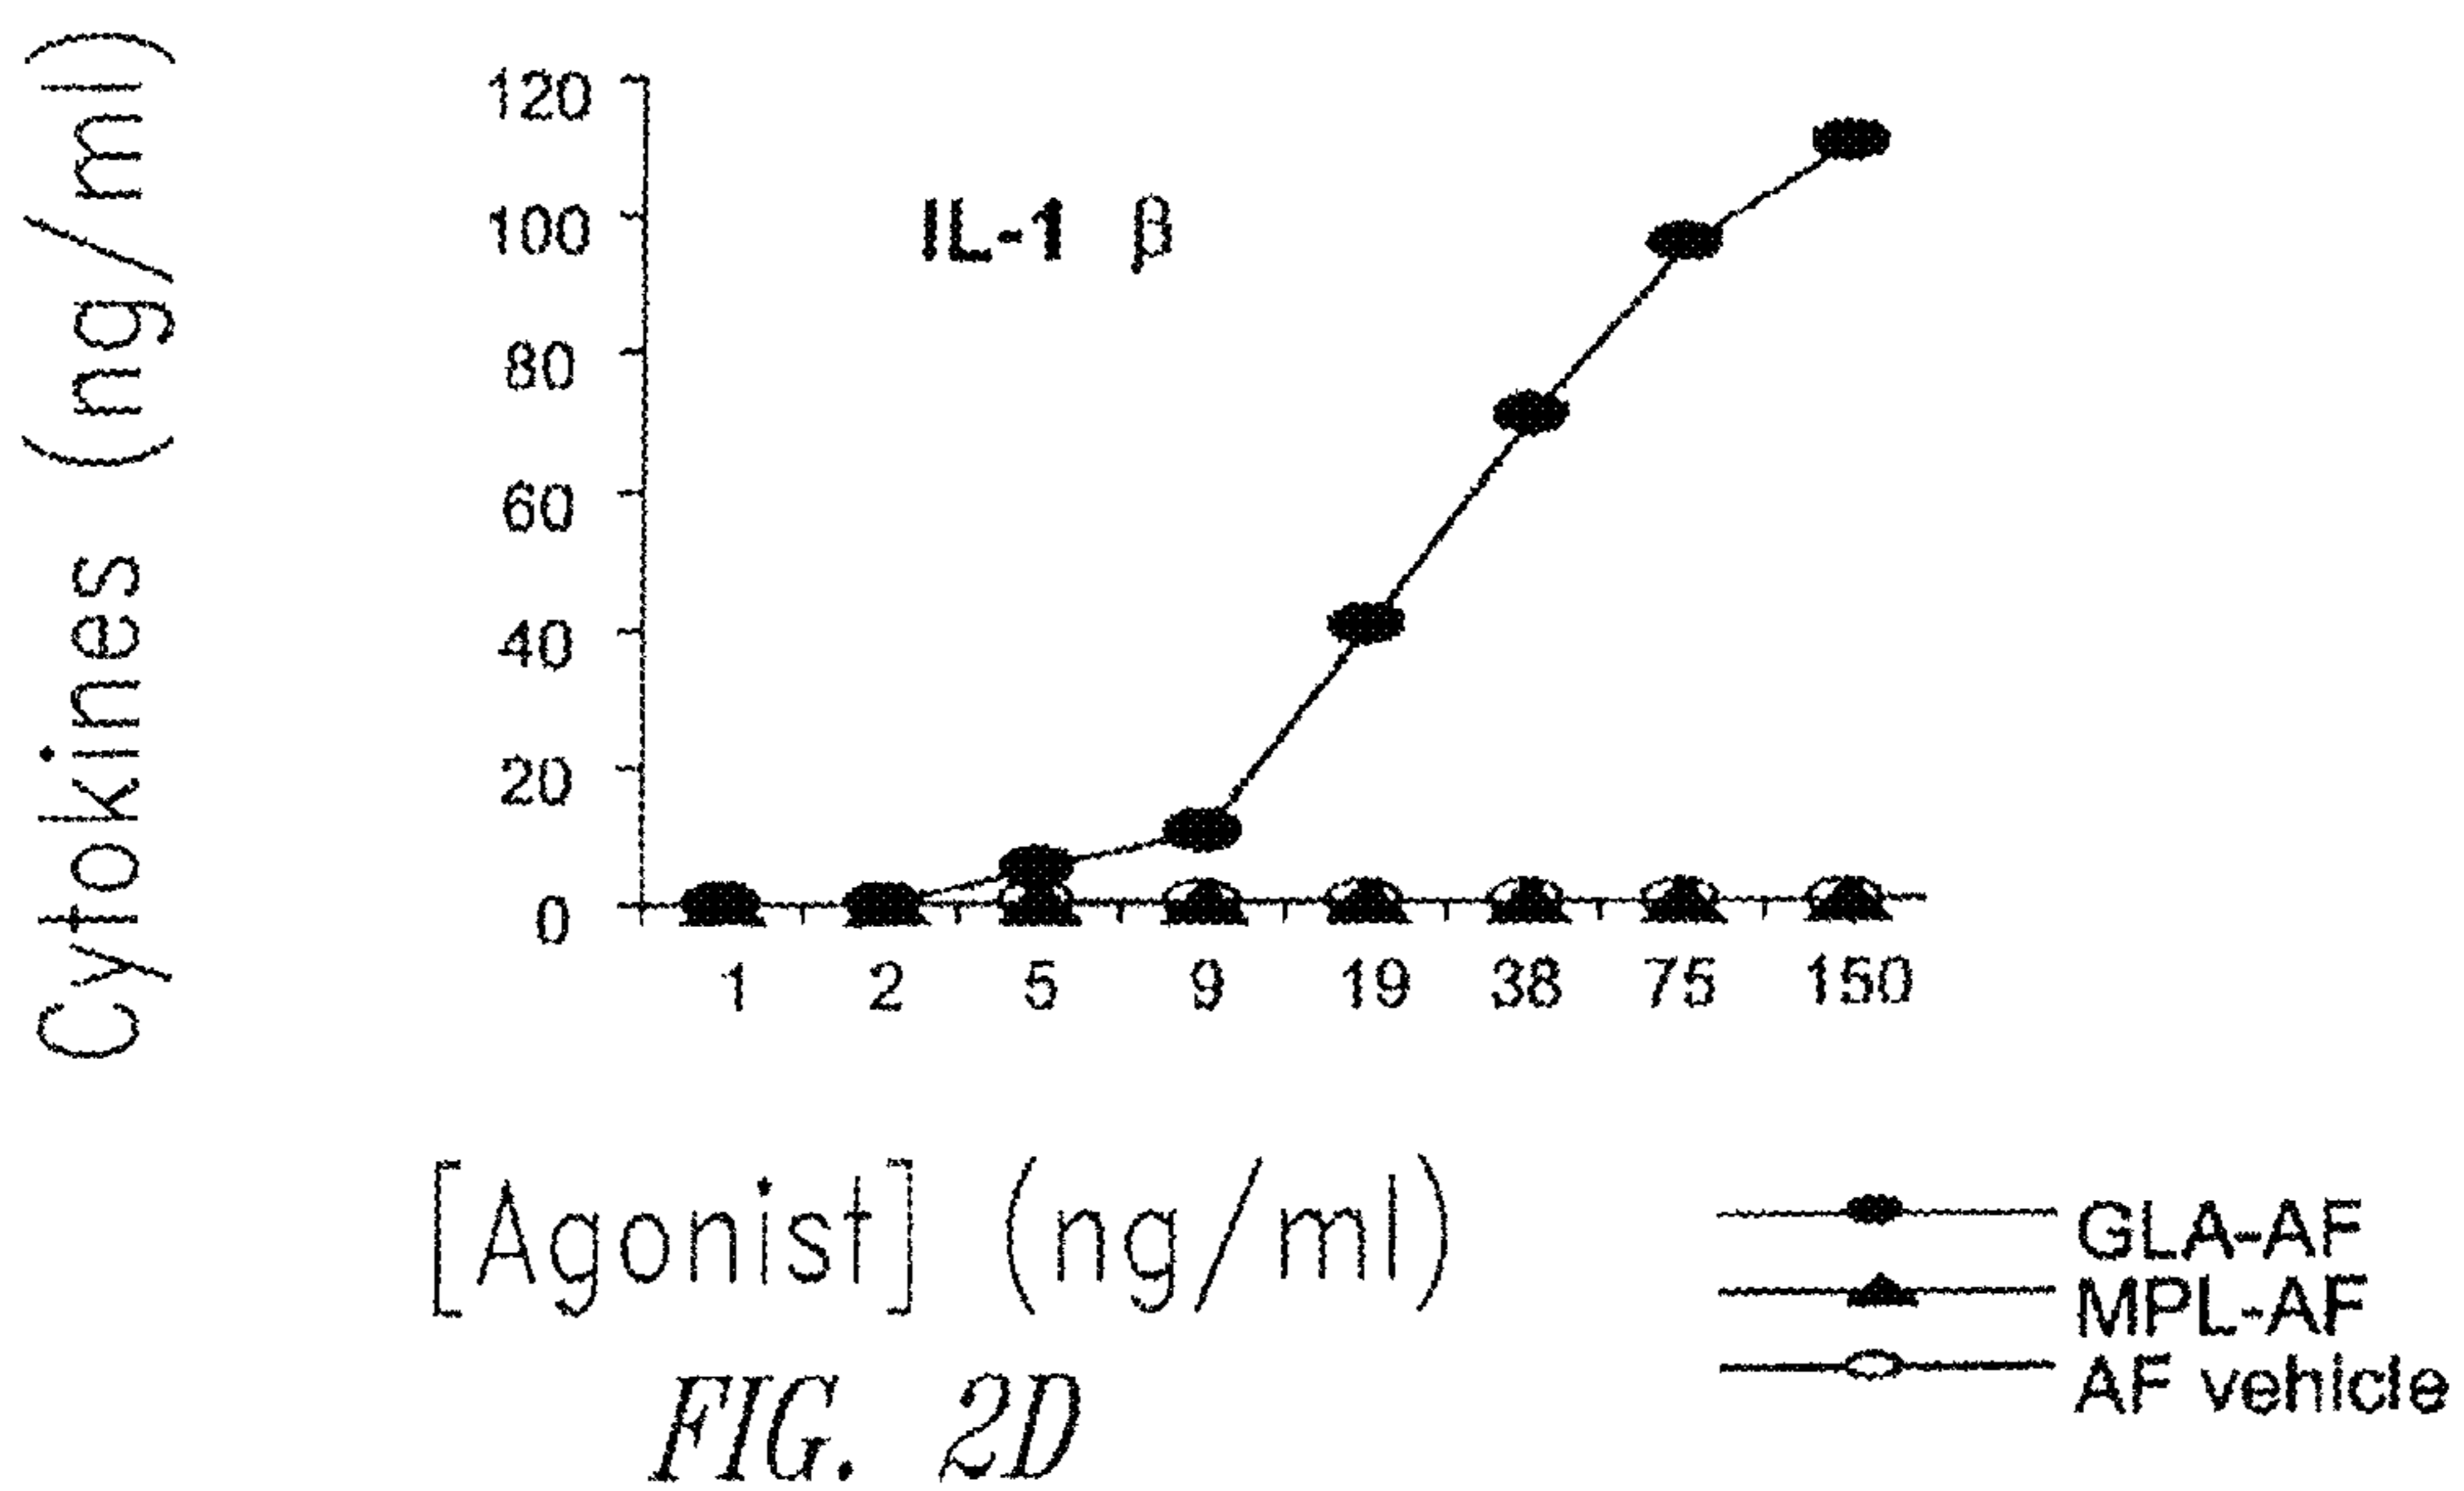 Cytokines (ng/ml)
120
100
80
60
40
20
0
IL-1 β
1 2 5 9 19 38 75 150
[Agonist] (ng/ml)
GLA-AF
MPL-AF
AF vehicle
FIG. 2D